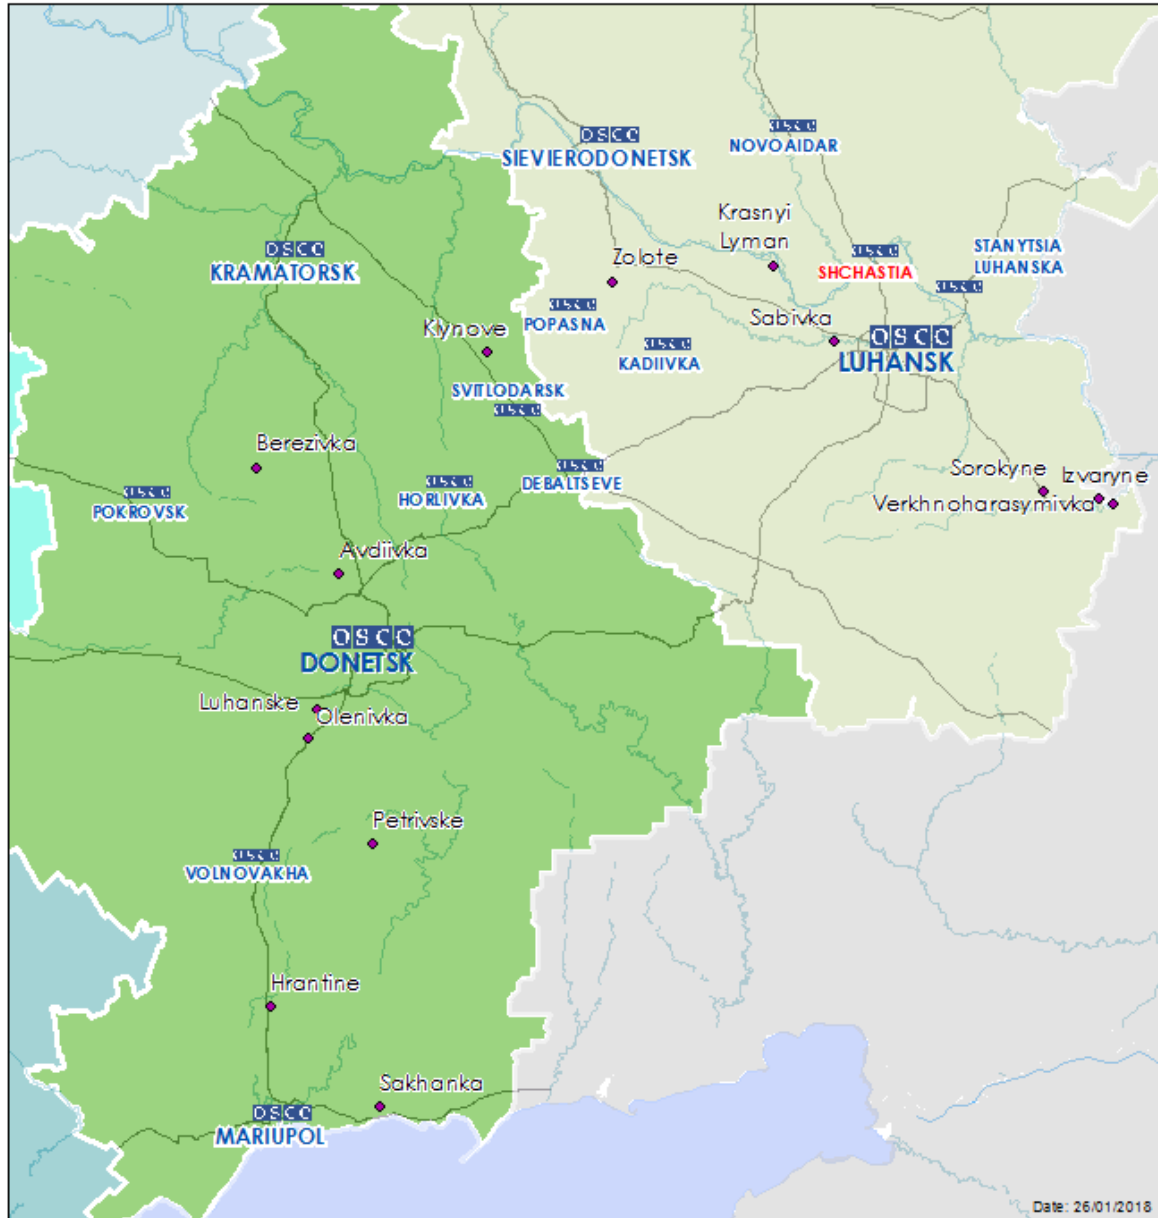 OSCE
SIEVIERODONETSK
OSCE
NOVOAIDAR
Krasnyi
Lyman
STANYTSIA
LUHANSKA
OSCE
OSCE
SHCHASTIA
OSCE
KRAMATORSK
Zolote
OSCE
POPASNA
Sabivka
OSCE
LUHANSK
Klynove
OSCE
KADIIVKA
SVITLODARSK
OSCE
Berezivka
OSCE
DEBALTSEVE
OSCE
HORLIVKA
OSCE
POKROVSK
Sorokyne
Izvaryne
Verkhnoharasymivka
Avdiivka
OSCE
DONETSK
Luhanske
Olenivka
Petrivske
OSCE
VOLNOVAKHA
Hrantine
Sakhanka
OSCE
MARIUPOL
Date: 26/01/2018